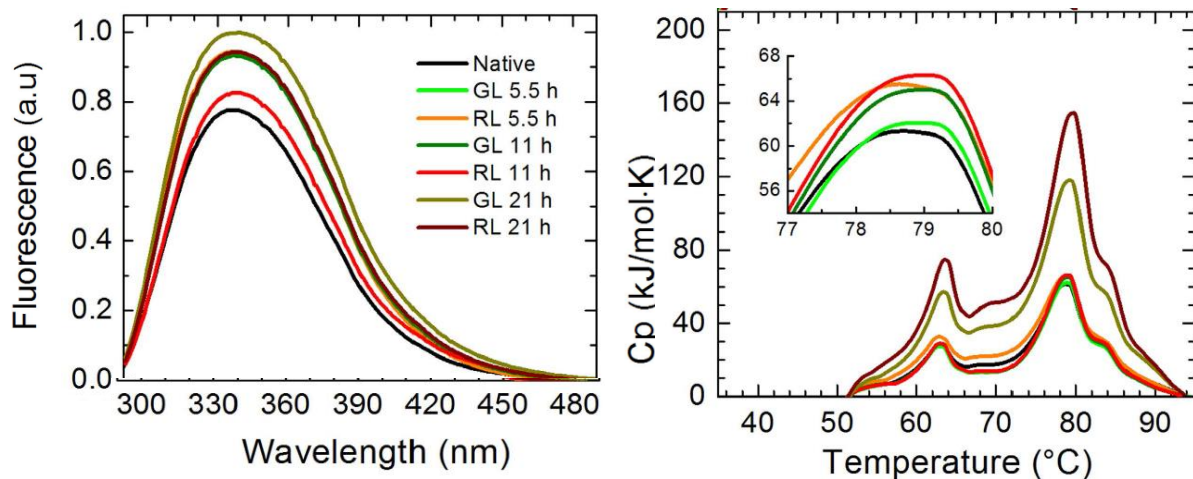 Fluorescence (a.u)
1.0
0.8
0.6
0.4
0.2
0.0
Native
GL 5.5 h
RL 5.5 h
GL 11 h
RL 11 h
GL 21 h
RL 21 h
300 330 360 390 420 450 480
Wavelength (nm)
Cp (kJ/mol·K)
200
160
120
80
40
0
68
64
60
56
77 78 79 80
40 50 60 70 80 90
Temperature (°C)